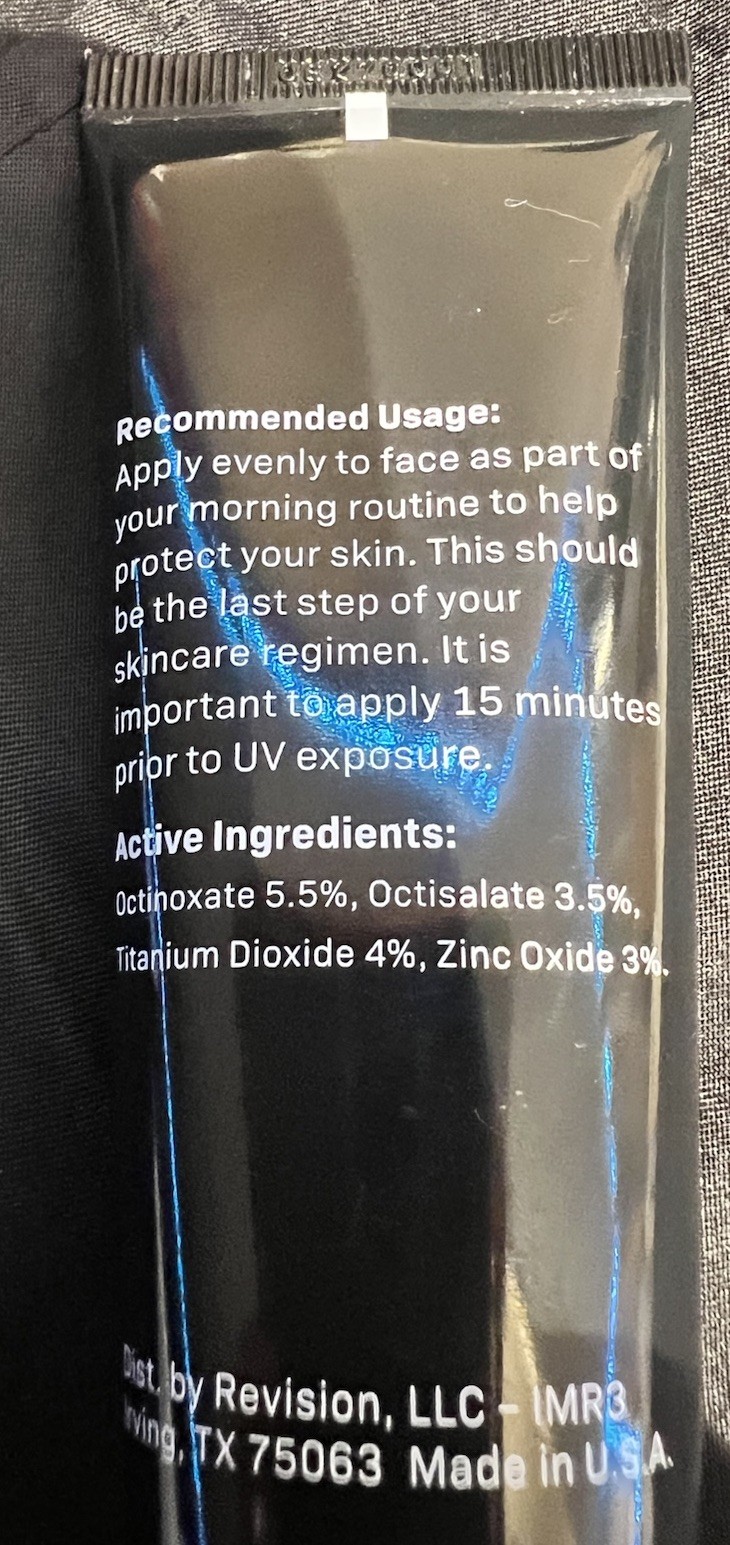 Recommended Usage:
Apply evenly to face as part of
your morning routine to help
protect your skin. This should
be the last step of your
skincare regimen. It is
important to apply 15 minutes
prior to UV exposure.
Active Ingredients:
Octinoxate 5.5%, Octisalate 3.5%,
Titanium Dioxide 4%, Zinc Oxide 3%.
Dist. by Revision, LLC - IMR3
Irving, TX 75063 Made in U.S.A.